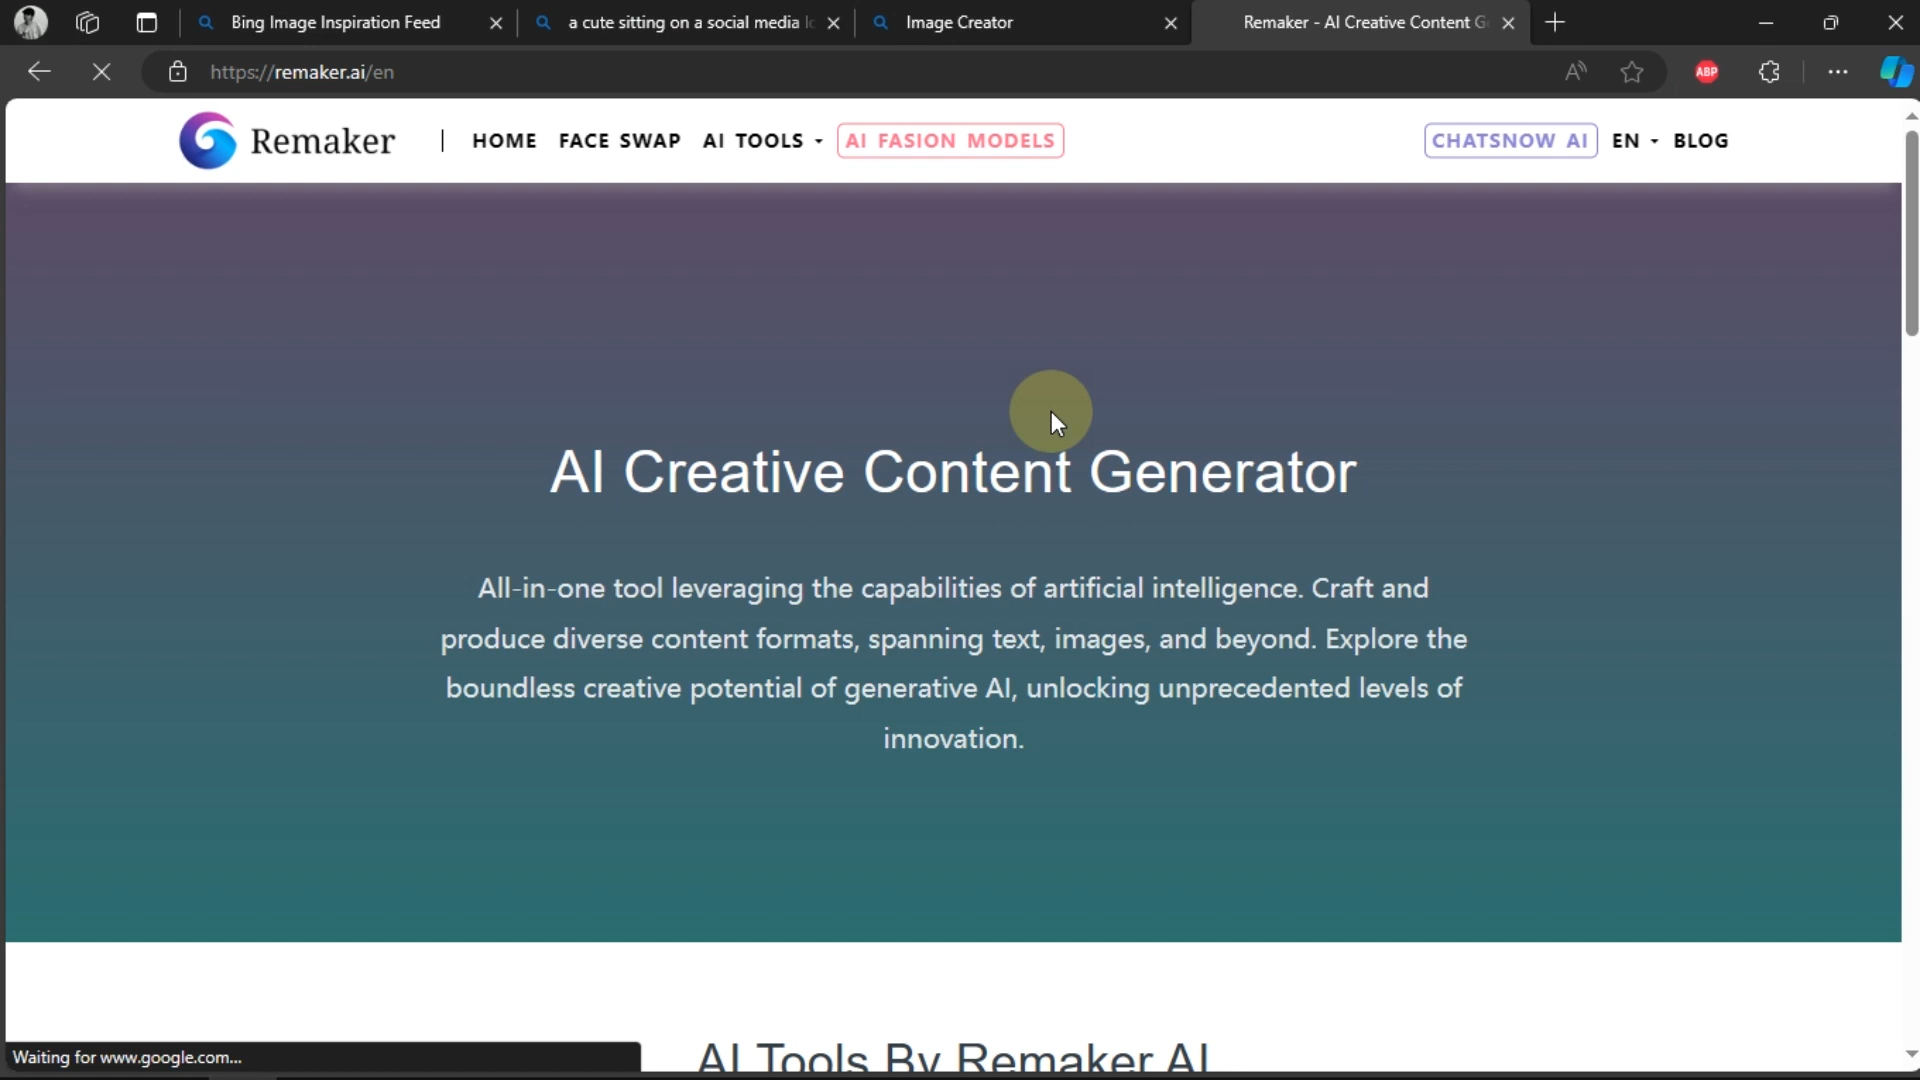 Bing Image Inspiration Feed
a cute sitting on a social media
Image Creator
Remaker - AI Creative Content G
https://remaker.ai/en
A
ABP
Remaker
HOME
FACE SWAP
AI TOOLS
AI FASION MODELS
CHATSNOW AI
EN
BLOG
AI Creative Content Generator
All-in-one tool leveraging the capabilities of artificial intelligence. Craft and
produce diverse content formats, spanning text, images, and beyond. Explore the
boundless creative potential of generative AI, unlocking unprecedented levels of
innovation.
AI Tools By Remaker AI
Waiting for www.google.com...